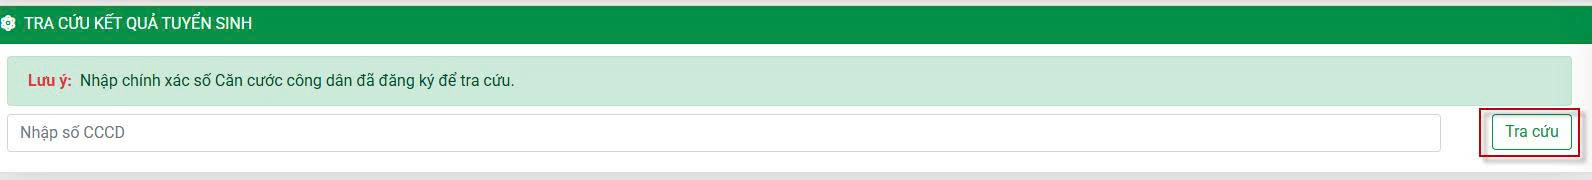 TRA CỨU KẾT QUẢ TUYỂN SINH
Lưu ý: Nhập chính xác số Căn cước công dân đã đăng ký để tra cứu.
Nhập số CCCD
Tra cứu